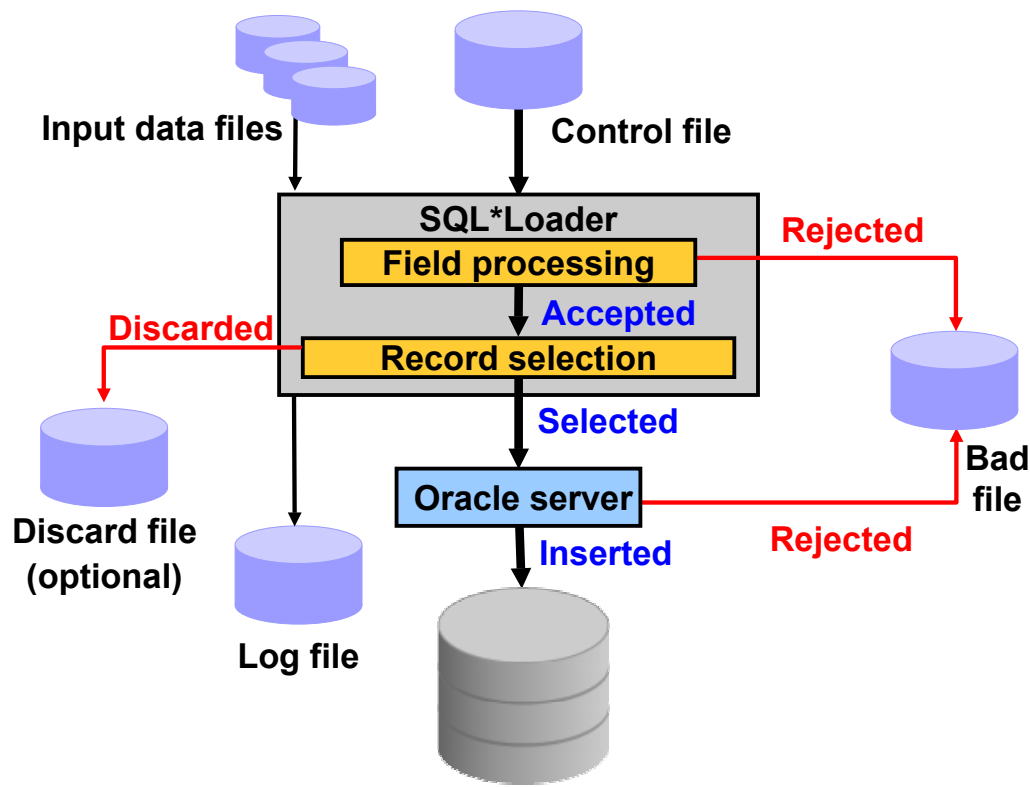 Input data files
Control file
SQL*Loader
Rejected
Field processing
Accepted
Discarded
Record selection
Selected
Bad
file
Oracle server
Discard file
(optional)
Rejected
Inserted
Log file